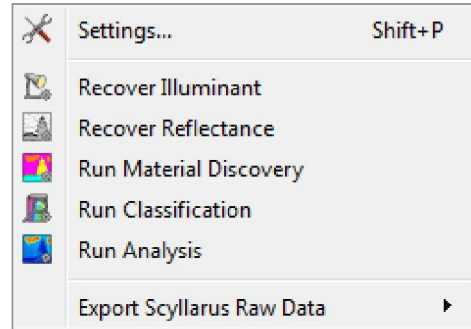 Settings... Shift+P
Recover Illuminant
Recover Reflectance
Run Material Discovery
Run Classification
Run Analysis
Export Scyllarus Raw Data